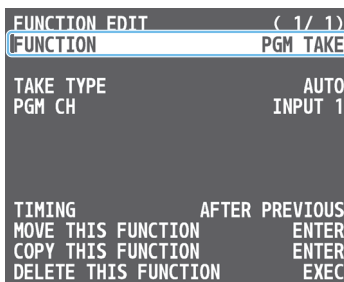 FUNCTION EDIT ( 1/ 1)
FUNCTION PGM TAKE
TAKE TYPE AUTO
PGM CH INPUT 1
TIMING AFTER PREVIOUS
MOVE THIS FUNCTION ENTER
COPY THIS FUNCTION ENTER
DELETE THIS FUNCTION EXEC